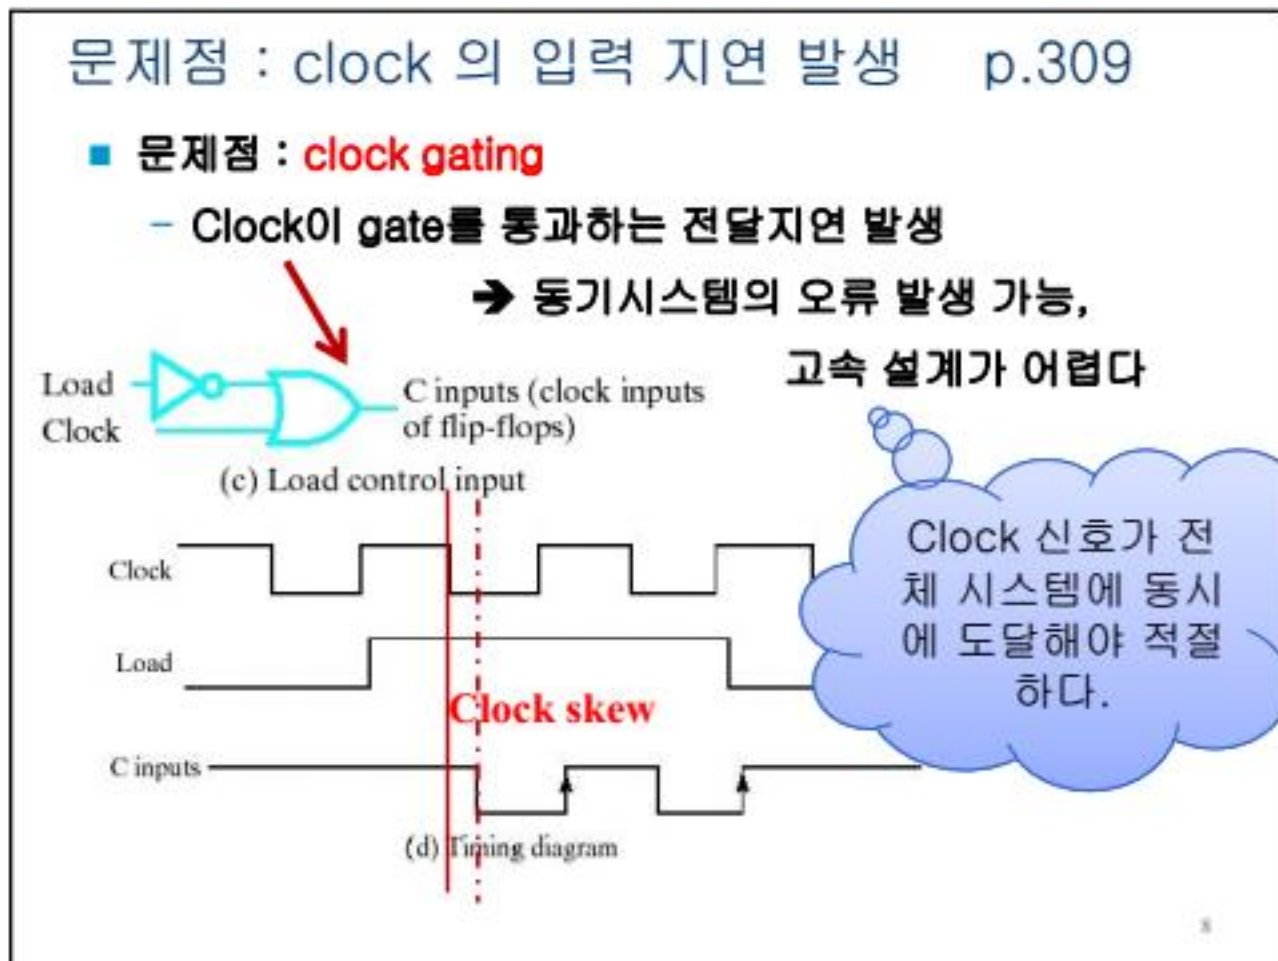 문제점 : clock 의 입력 지연 발생 p.309
■ 문제점 : clock gating
– Clock이 gate를 통과하는 전달지연 발생
➔ 동기시스템의 오류 발생 가능,
고속 설계가 어렵다
Load
Clock
C inputs (clock inputs
of flip-flops)
(c) Load control input
Clock 신호가 전
체 시스템에 동시
에 도달해야 적절
하다.
Clock
Load
Clock skew
C inputs
(d) Timing diagram
8